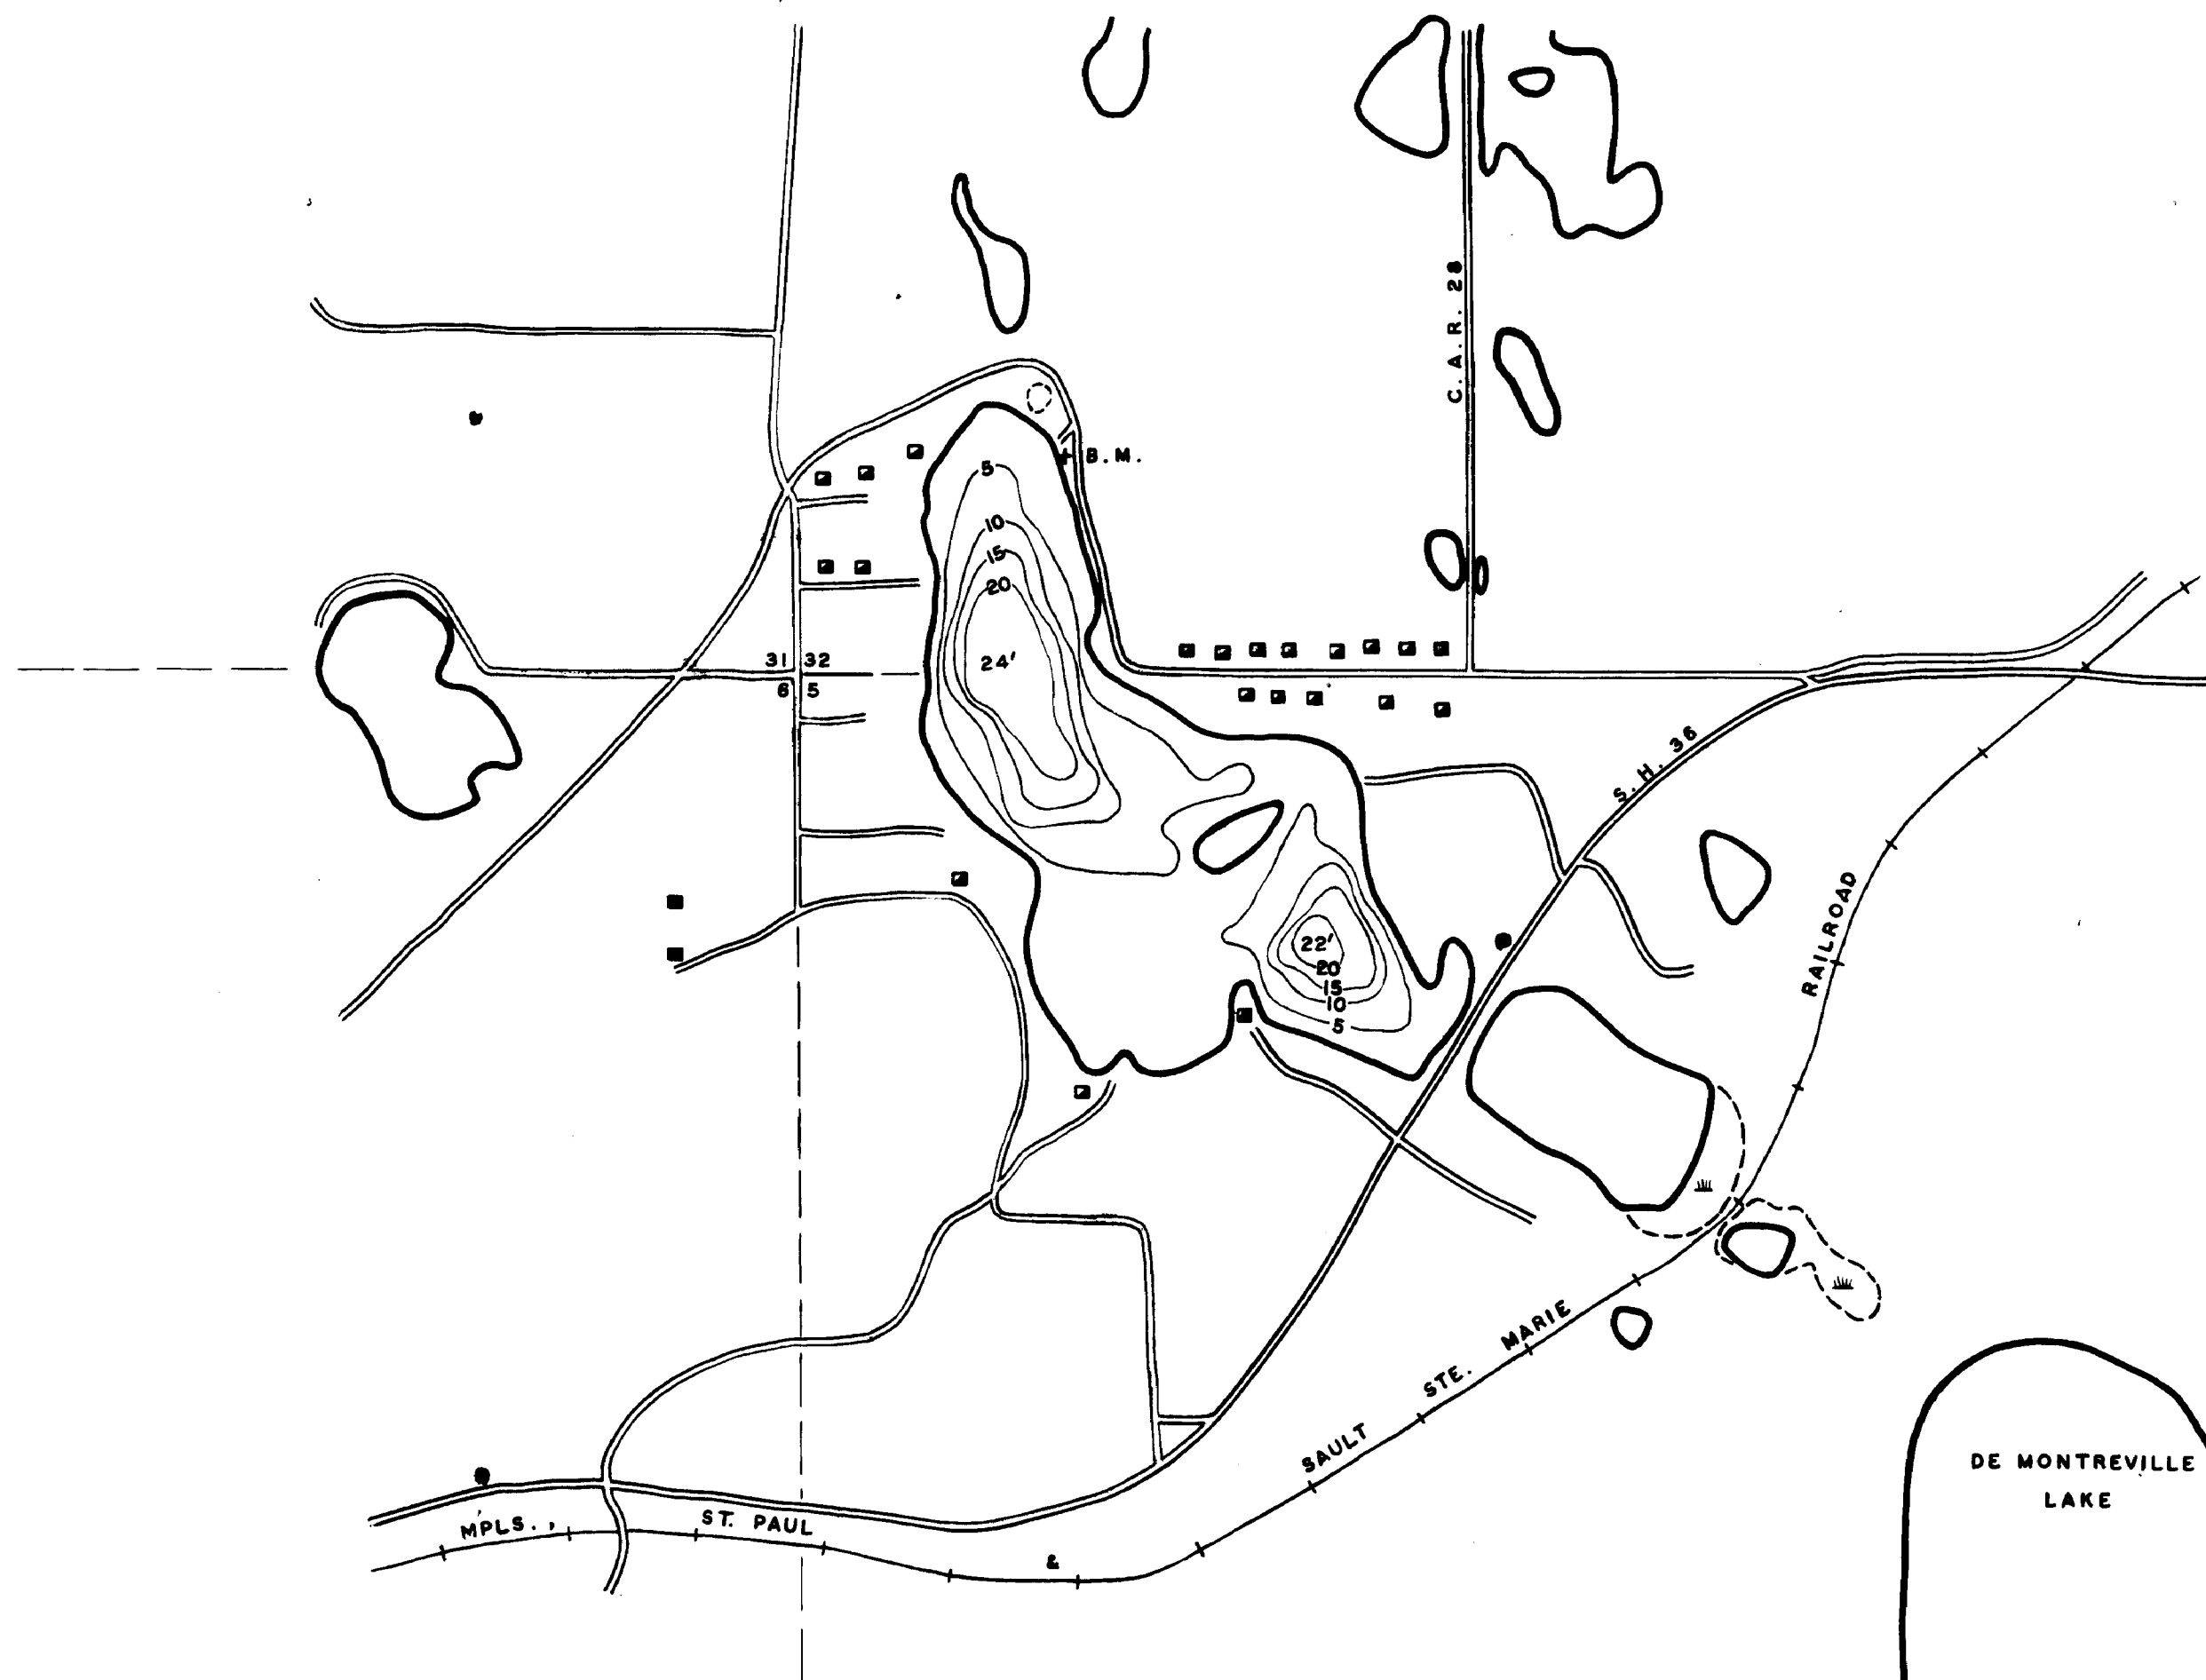 C. A. R. 28
B. M.
5
10
15
20
24'
31 32
6 5
S. H. 36
22'
20
15
10
5
RAILROAD
MARIE
STE.
SAULT
&
ST. PAUL
MPLS.,
DE MONTREVILLE
LAKE